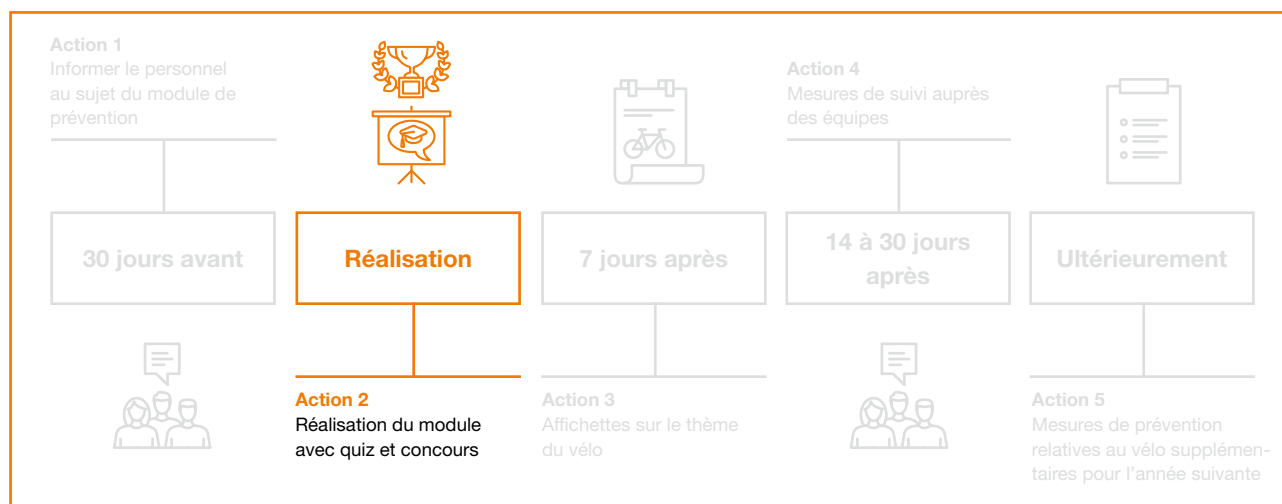 Action 1
Informer le personnel
au sujet du module de
prévention
30 jours avant
Réalisation
Action 2
Réalisation du module
avec quiz et concours
7 jours après
Action 3
Affichettes sur le thème
du vélo
Action 4
Mesures de suivi auprès
des équipes
14 à 30 jours
après
Ultérieurement
Action 5
Mesures de prévention
relatives au vélo supplémen-
taires pour l’année suivante